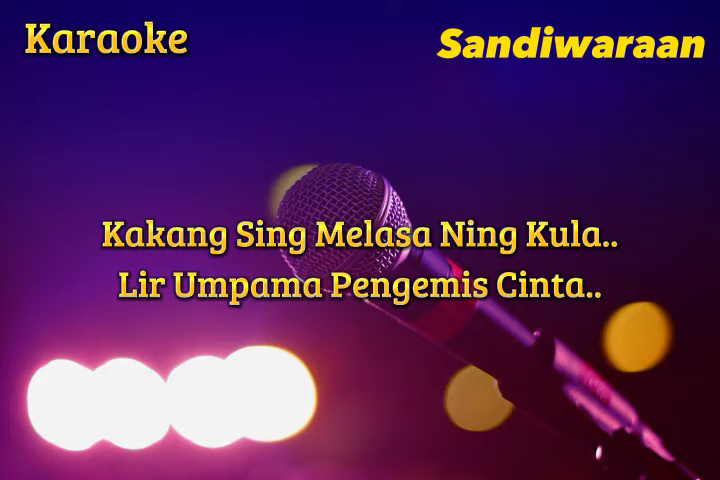 Karaoke
Sandiwaraan
Kakang Sing Melasa Ning Kula..
Lir Umpama Pengemis Cinta..